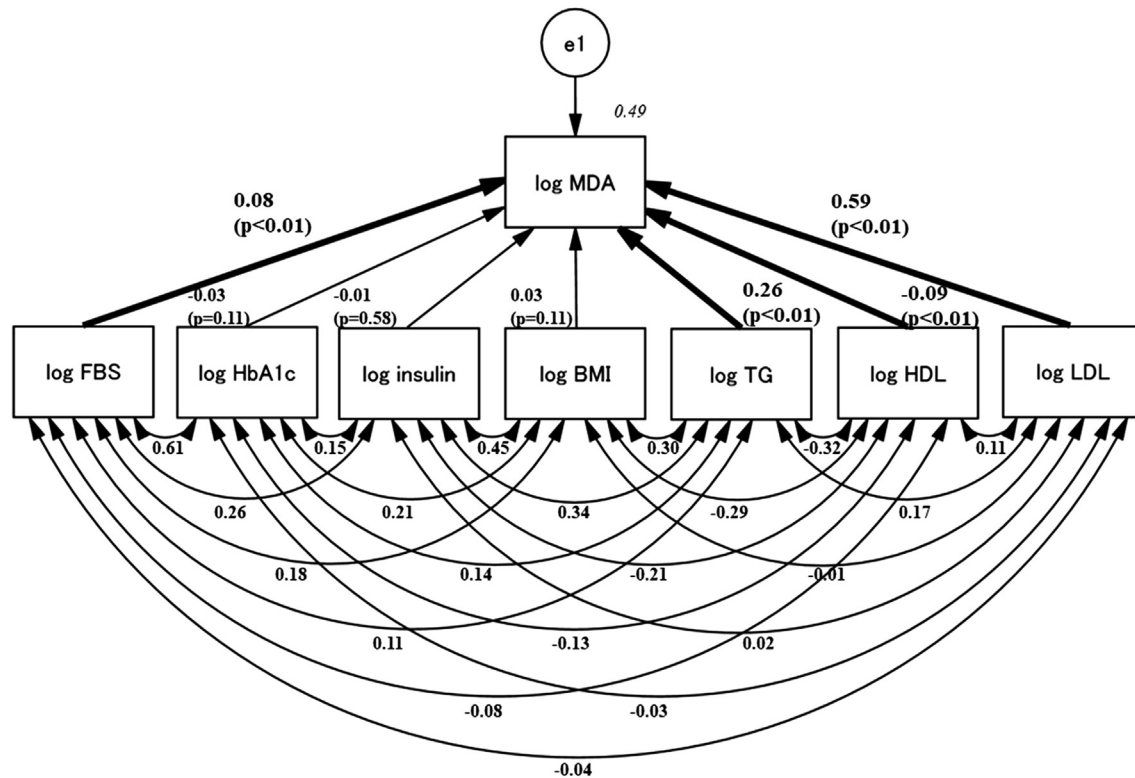 e1
0.49
log MDA
0.08
(p<0.01)
0.59
(p<0.01)
-0.03
(p=0.11)
-0.01
(p=0.58)
0.03
(p=0.11)
0.26
(p<0.01)
-0.09
(p<0.01)
log FBS
log HbA1c
log insulin
log BMI
log TG
log HDL
log LDL
0.61
0.15
0.45
0.30
-0.32
0.11
0.26
0.21
0.34
-0.29
0.17
0.18
0.14
-0.21
-0.01
0.11
-0.13
0.02
-0.08
-0.03
-0.04